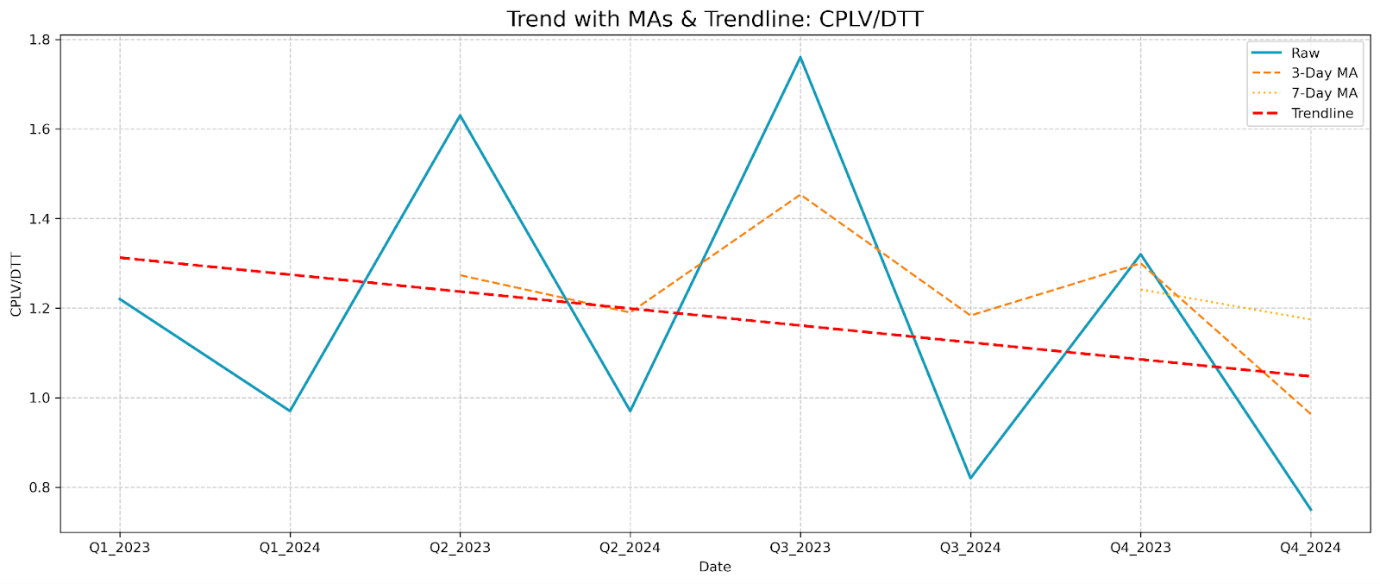 Trend with MAs & Trendline: CPLV/DTT
1.8
1.6
1.4
1.2
1.0
0.8
CPLV/DTT
Raw
3-Day MA
7-Day MA
Trendline
Q1_2023 Q1_2024 Q2_2023 Q2_2024 Q3_2023 Q3_2024 Q4_2023 Q4_2024
Date